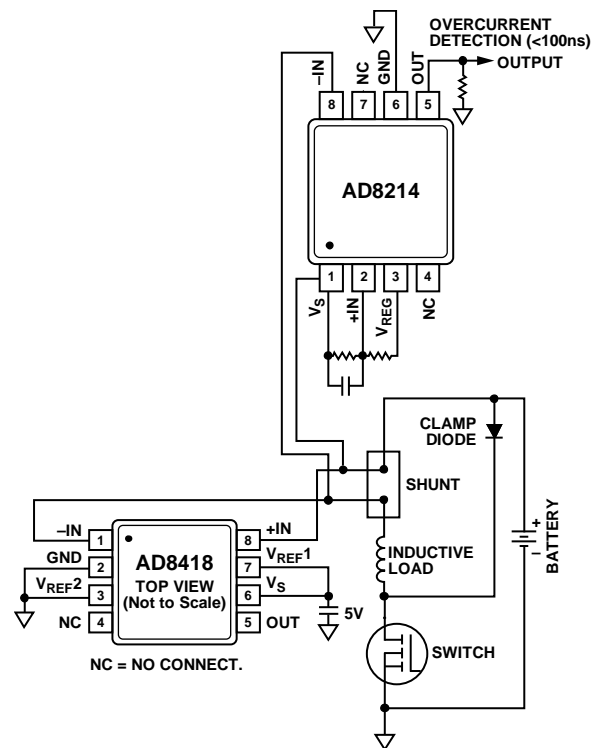 OVERCURRENT
DETECTION (<100ns)
OUTPUT
–IN
NC
GND
OUT
8
7
6
5
AD8214
1
2
3
4
VS
+IN
VREG
NC
CLAMP
DIODE
SHUNT
BATTERY
+
–
INDUCTIVE
LOAD
SWITCH
–IN
GND
VREF2
NC
1
2
3
4
AD8418
TOP VIEW
(Not to Scale)
8
7
6
5
+IN
VREF1
VS
OUT
5V
NC = NO CONNECT.